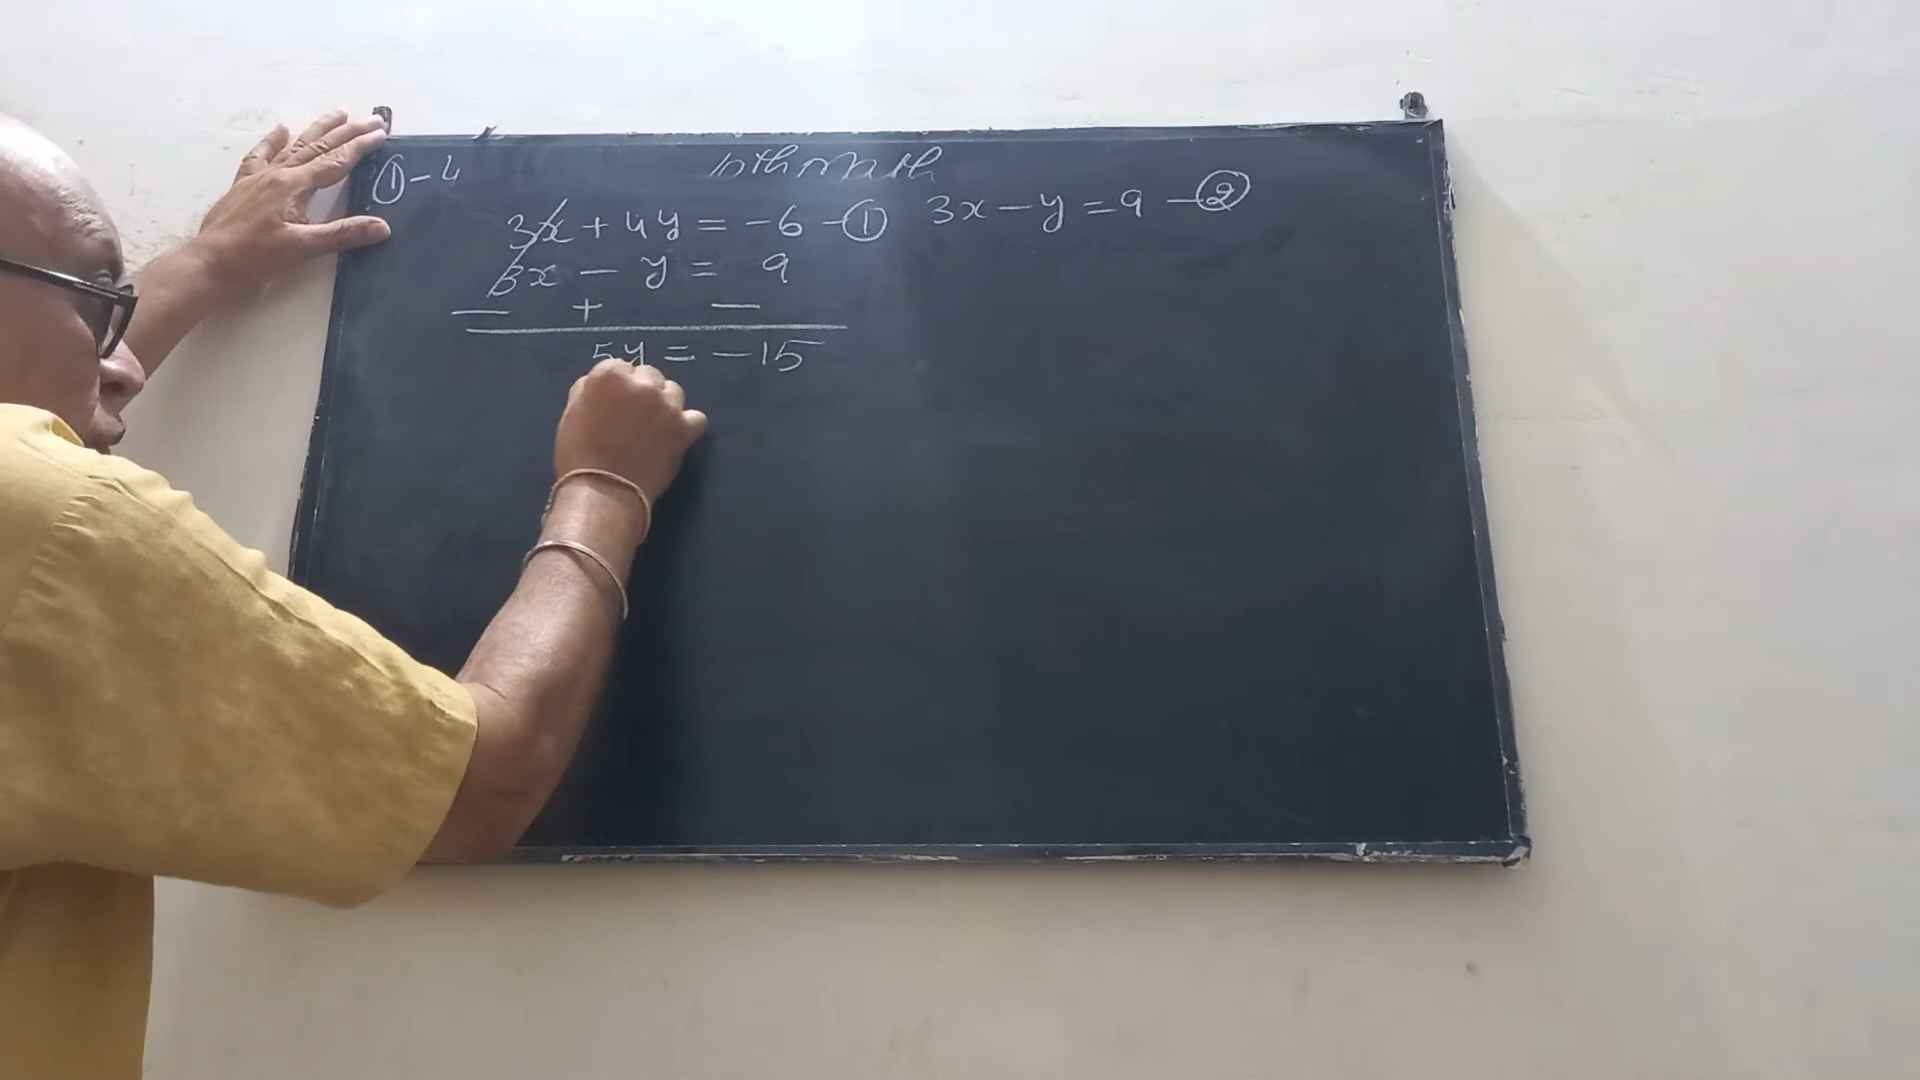 ①-4
10th math
3x + 4y = -6 -① 3x - y = 9 -②
3x - y = 9
- + -
5y = -15